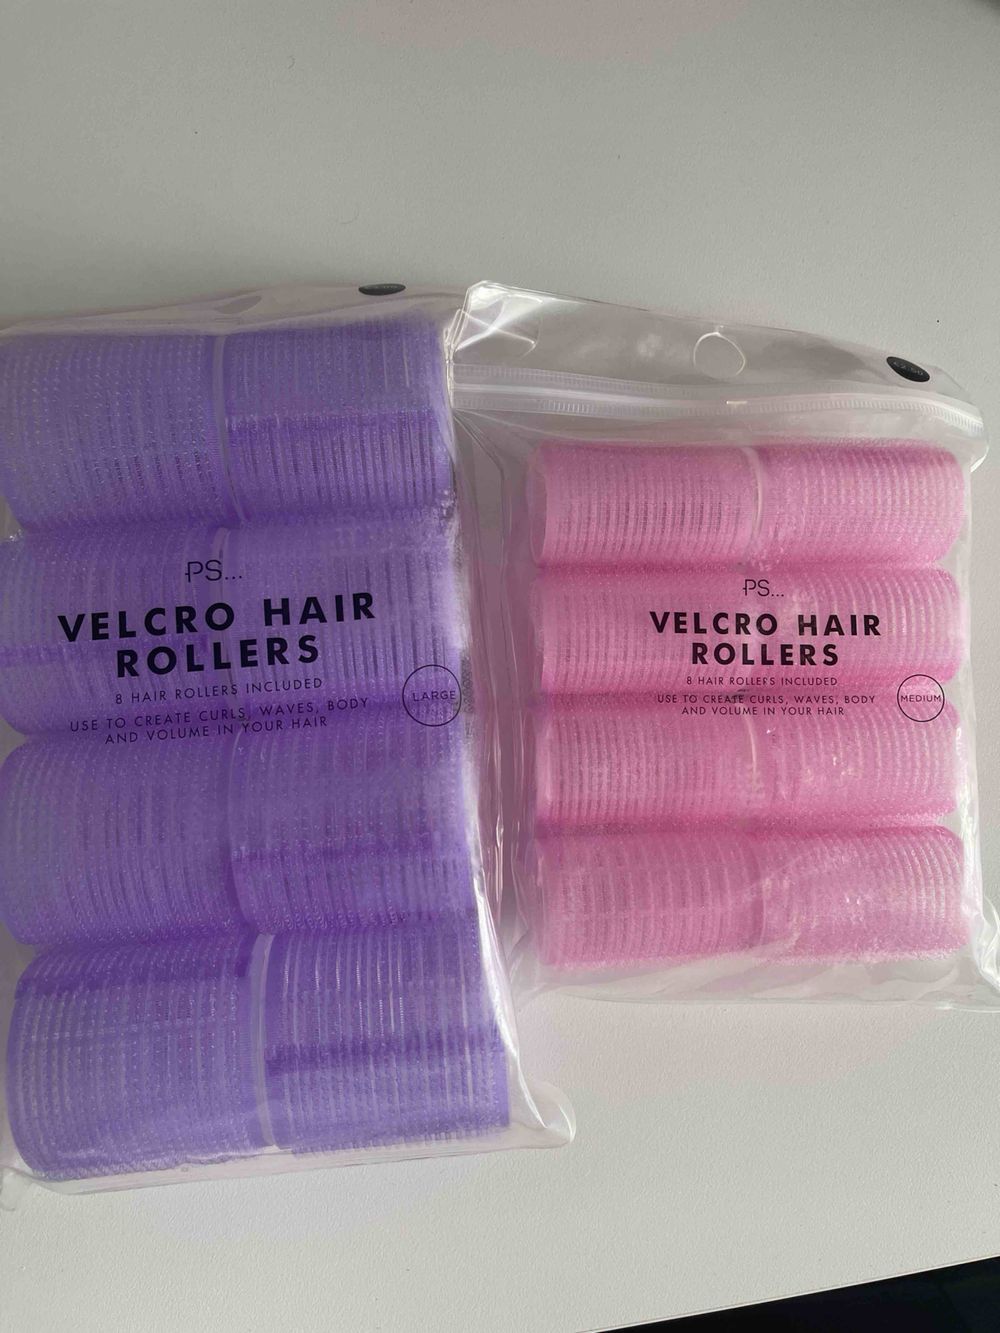 PS...
VELCRO HAIR
ROLLERS
8 HAIR ROLLERS INCLUDED
USE TO CREATE CURLS, WAVES, BODY
AND VOLUME IN YOUR HAIR
LARGE
PS...
VELCRO HAIR
ROLLERS
8 HAIR ROLLERS INCLUDED
USE TO CREATE CURLS, WAVES, BODY
AND VOLUME IN YOUR HAIR
MEDIUM